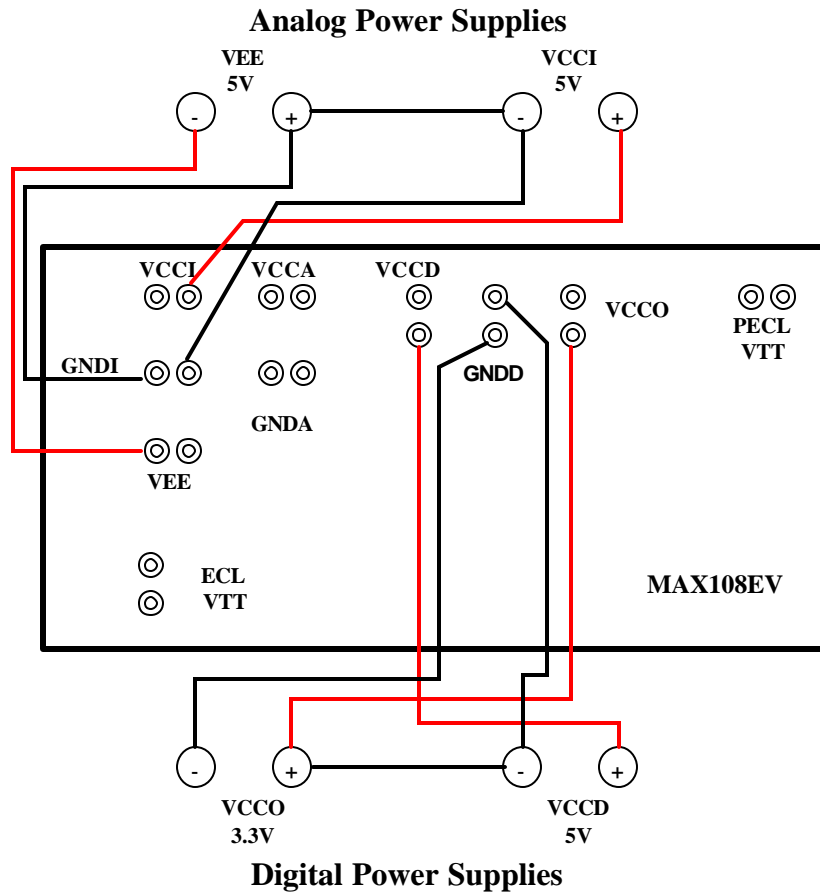 Analog Power Supplies
VEE
5V
VCCI
5V
- + - +
VCCI VCCA VCCD
VCCO
PECL
VTT
GNDI
GNDD
GNDA
VEE
ECL
VTT
MAX108EV
- + - +
VCCO
3.3V
VCCD
5V
Digital Power Supplies